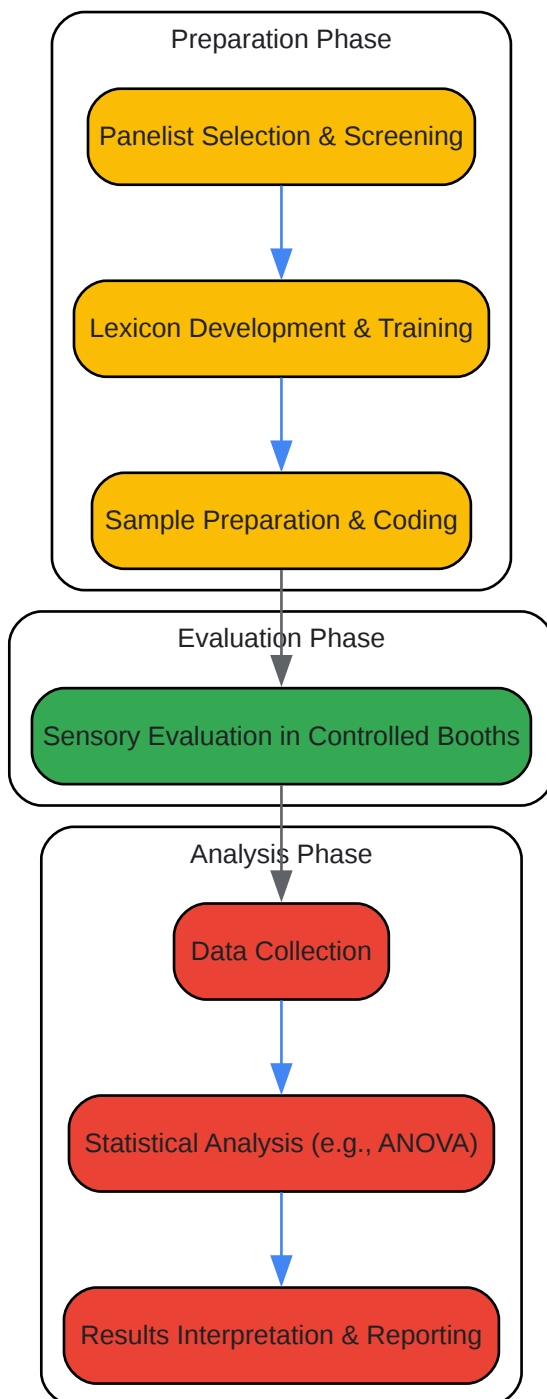 Preparation Phase
Panelist Selection & Screening
Lexicon Development & Training
Sample Preparation & Coding
Evaluation Phase
Sensory Evaluation in Controlled Booths
Analysis Phase
Data Collection
Statistical Analysis (e.g., ANOVA)
Results Interpretation & Reporting